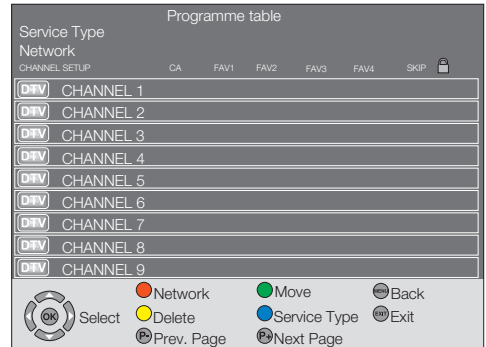 Programme table
Service Type
Network
CHANNEL SETUP CA FAV1 FAV2 FAV3 FAV4 SKIP
DTV CHANNEL 1
DTV CHANNEL 2
DTV CHANNEL 3
DTV CHANNEL 4
DTV CHANNEL 5
DTV CHANNEL 6
DTV CHANNEL 7
DTV CHANNEL 8
DTV CHANNEL 9
Network Move MENU Back
OK Select Delete Service Type EXIT Exit
P- Prev. Page P+ Next Page